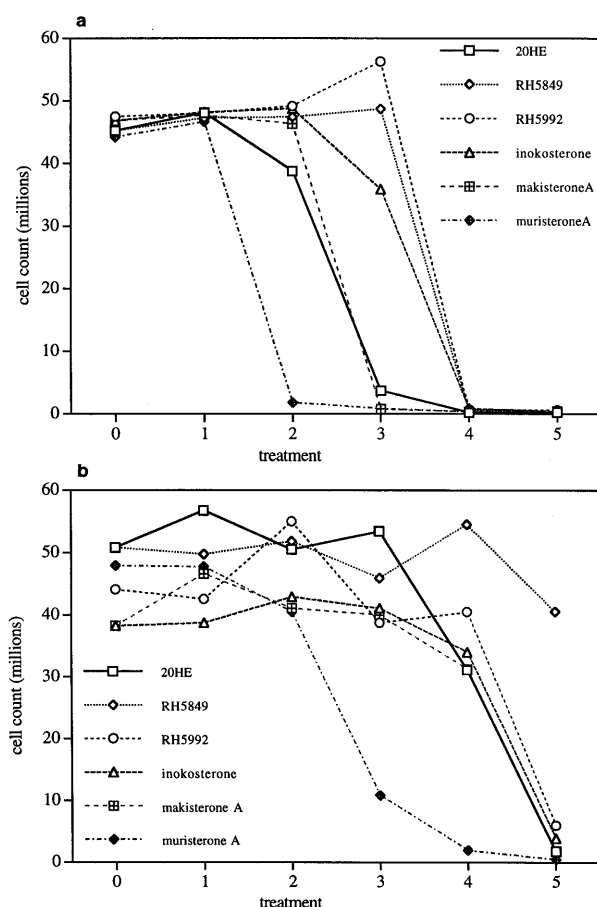 a
60
50
40
30
20
10
0
cell count (millions)
20HE
RH5849
RH5992
inokosterone
makisteroneA
muristeroneA
0 1 2 3 4 5
treatment
b
60
50
40
30
20
10
0
cell count (millions)
20HE
RH5849
RH5992
inokosterone
makisterone A
muristerone A
0 1 2 3 4 5
treatment